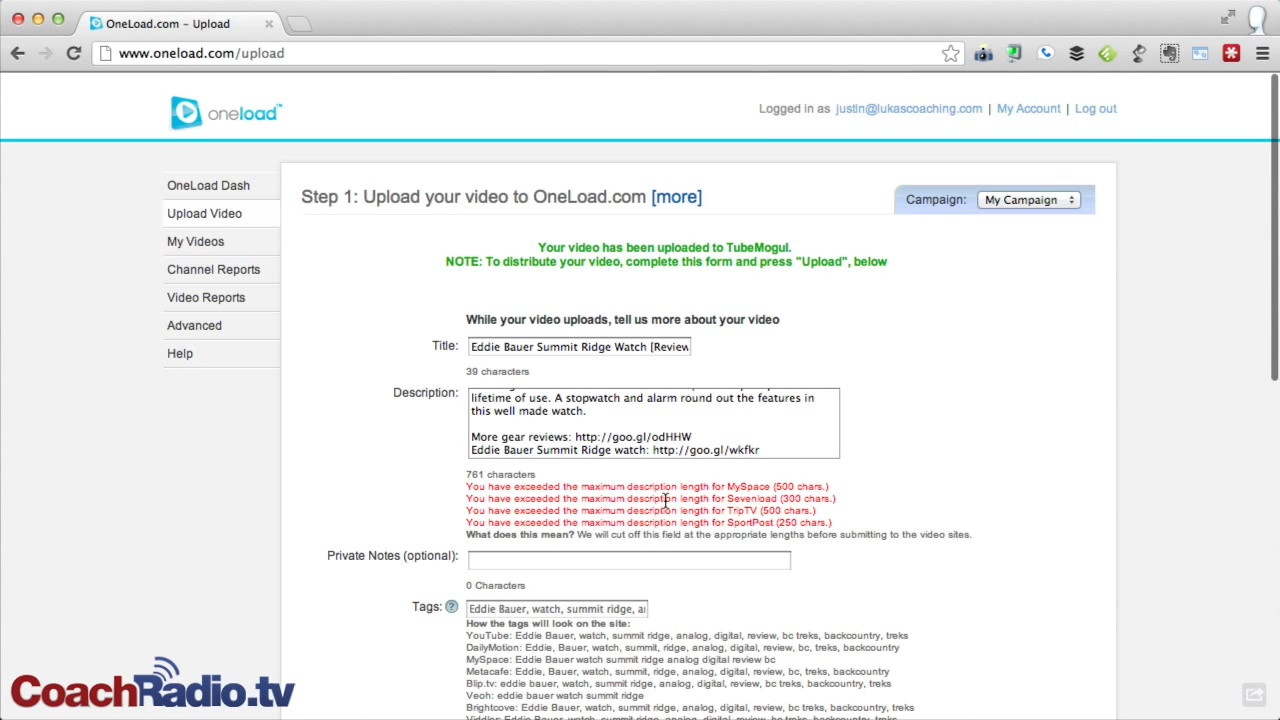 OneLoad.com – Upload
www.oneload.com/upload
oneload™
Logged in as justin@lukascoaching.com | My Account | Log out
OneLoad Dash
Upload Video
My Videos
Channel Reports
Video Reports
Advanced
Help
Step 1: Upload your video to OneLoad.com [more]
Campaign: My Campaign
Your video has been uploaded to TubeMogul.
NOTE: To distribute your video, complete this form and press "Upload", below
While your video uploads, tell us more about your video
Title: Eddie Bauer Summit Ridge Watch [Review
39 characters
Description:
lifetime of use. A stopwatch and alarm round out the features in
this well made watch.
More gear reviews: http://goo.gl/odHHW
Eddie Bauer Summit Ridge watch: http://goo.gl/wkfkr
761 characters
You have exceeded the maximum description length for MySpace (500 chars.)
You have exceeded the maximum description length for Sevenload (300 chars.)
You have exceeded the maximum description length for TripTV (500 chars.)
You have exceeded the maximum description length for SportPost (250 chars.)
What does this mean? We will cut off this field at the appropriate lengths before submitting to the video sites.
Private Notes (optional):
0 Characters
Tags: ? Eddie Bauer, watch, summit ridge, a
How the tags will look on the site:
YouTube: Eddie Bauer, watch, summit ridge, analog, digital, review, bc treks, backcountry, treks
DailyMotion: Eddie, Bauer, watch, summit ridge, analog, digital, review, bc treks, backcountry
MySpace: Eddie Bauer watch summit ridge analog digital review bc
Metacafe: Eddie, Bauer, watch, summit ridge, analog, digital, review, bc, treks, backcountry
Blip.tv: Eddie Bauer, watch, summit ridge, analog, digital, review, bc treks, backcountry, treks
Veoh: eddie bauer watch summit ridge
Brightcove: Eddie Bauer, watch, summit ridge, analog, digital, review, bc treks, backcountry, treks
CoachRadio.tv